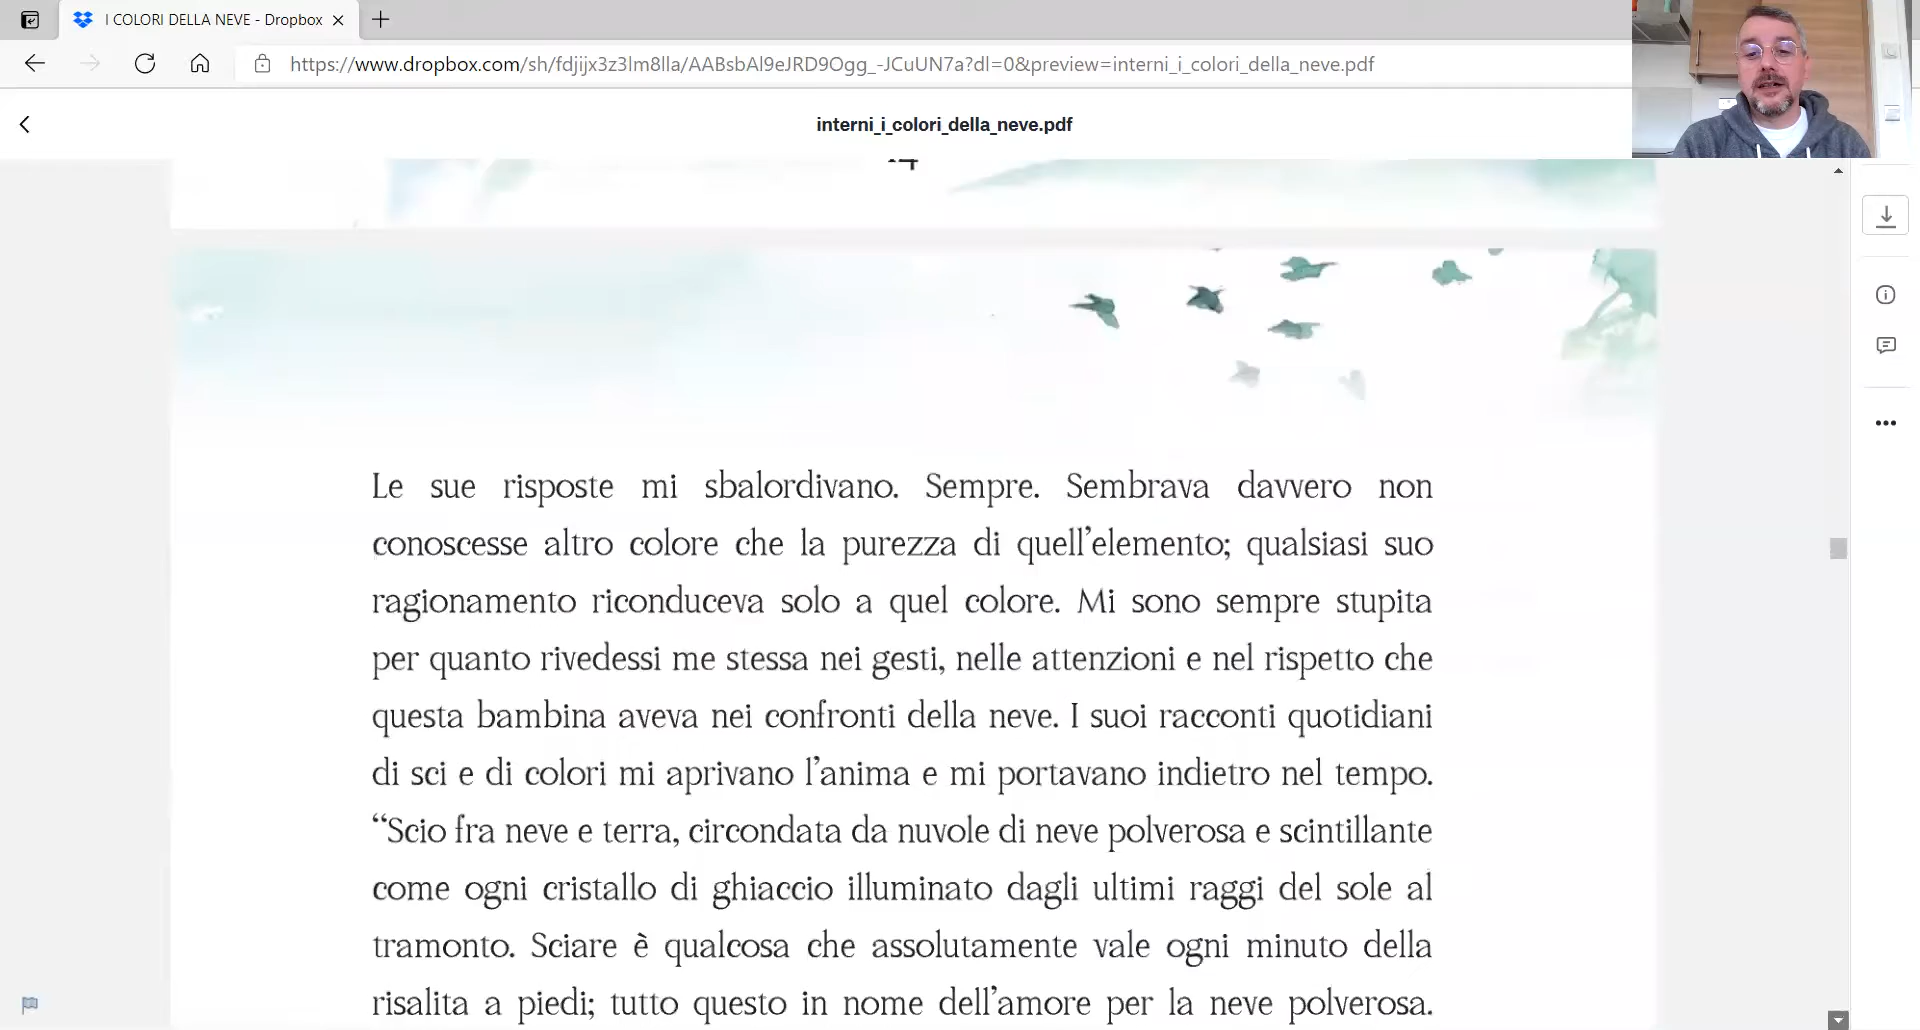 I COLORI DELLA NEVE - Dropbox
https://www.dropbox.com/sh/fdjijx3z3lm8lla/AABsbAl9eJRD9Ogg_-JCuUN7a?dl=0&preview=interni_i_colori_della_neve.pdf
interni_i_colori_della_neve.pdf
14
Le sue risposte mi sbalordivano. Sempre. Sembrava davvero non
conoscesse altro colore che la purezza di quell’elemento; qualsiasi suo
ragionamento riconduceva solo a quel colore. Mi sono sempre stupita
per quanto rivedessi me stessa nei gesti, nelle attenzioni e nel rispetto che
questa bambina aveva nei confronti della neve. I suoi racconti quotidiani
di sci e di colori mi aprivano l’anima e mi portavano indietro nel tempo.
“Scio fra neve e terra, circondata da nuvole di neve polverosa e scintillante
come ogni cristallo di ghiaccio illuminato dagli ultimi raggi del sole al
tramonto. Sciare è qualcosa che assolutamente vale ogni minuto della
risalita a piedi; tutto questo in nome dell’amore per la neve polverosa.